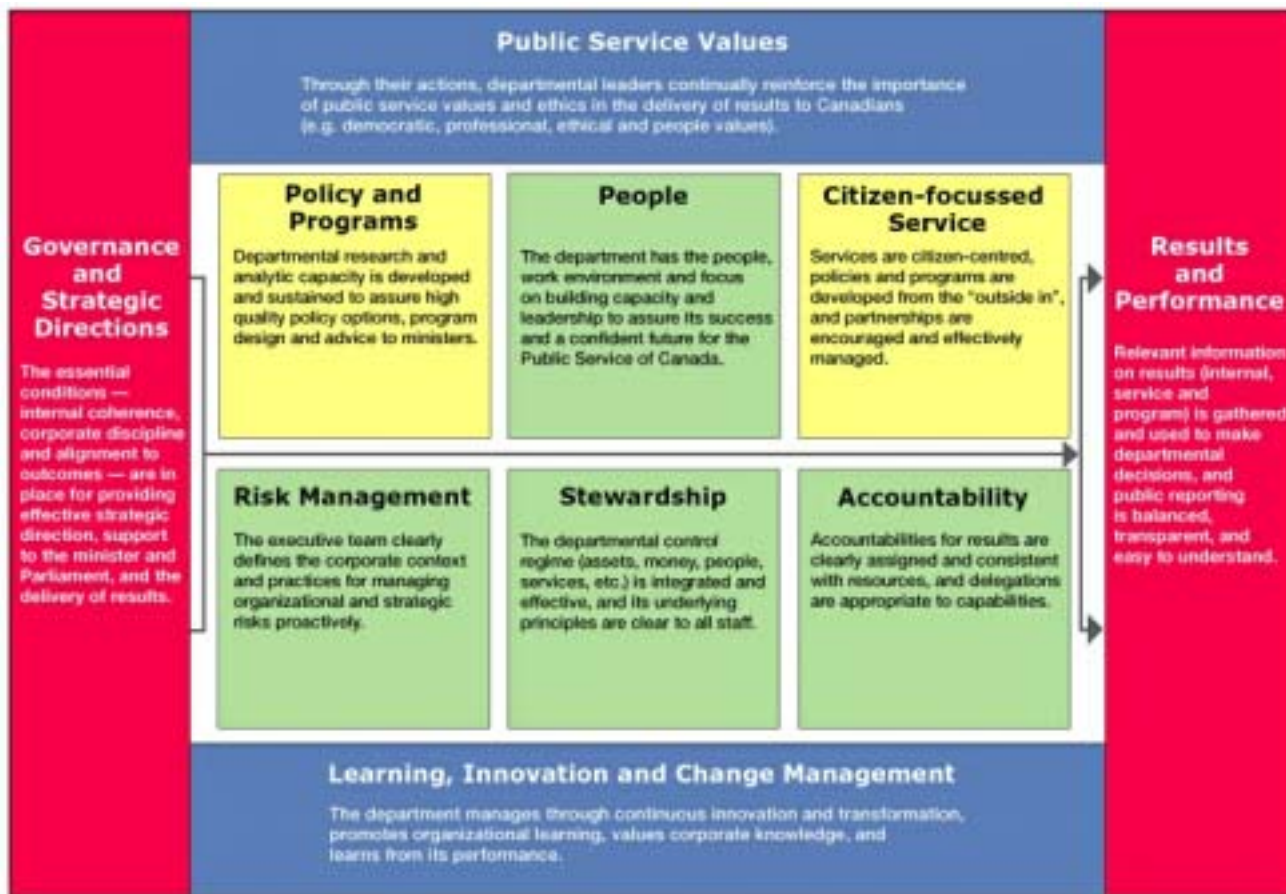 Public Service Values
Through their actions, departmental leaders continually reinforce the importance
of public service values and ethics in the delivery of results to Canadians
(e.g. democratic, professional, ethical and people values).
Governance
and
Strategic
Directions
The essential
conditions —
internal coherence,
corporate discipline
and alignment to
outcomes — are in
place for providing
effective strategic
direction, support
to the minister and
Parliament, and the
delivery of results.
Policy and
Programs
Departmental research and
analytic capacity is developed
and sustained to assure high
quality policy options, program
design and advice to ministers.
People
The department has the people,
work environment and focus
on building capacity and
leadership to assure its success
and a confident future for the
Public Service of Canada.
Citizen-focussed
Service
Services are citizen-centred,
policies and programs are
developed from the "outside in",
and partnerships are
encouraged and effectively
managed.
Risk Management
The executive team clearly
defines the corporate context
and practices for managing
organizational and strategic
risks proactively.
Stewardship
The departmental control
regime (assets, money, people,
services, etc.) is integrated and
effective, and its underlying
principles are clear to all staff.
Accountability
Accountabilities for results are
clearly assigned and consistent
with resources, and delegations
are appropriate to capabilities.
Results
and
Performance
Relevant information
on results (internal,
service and
program) is gathered
and used to make
departmental
decisions, and
public reporting
is balanced,
transparent, and
easy to understand.
Learning, Innovation and Change Management
The department manages through continuous innovation and transformation,
promotes organizational learning, values corporate knowledge, and
learns from its performance.